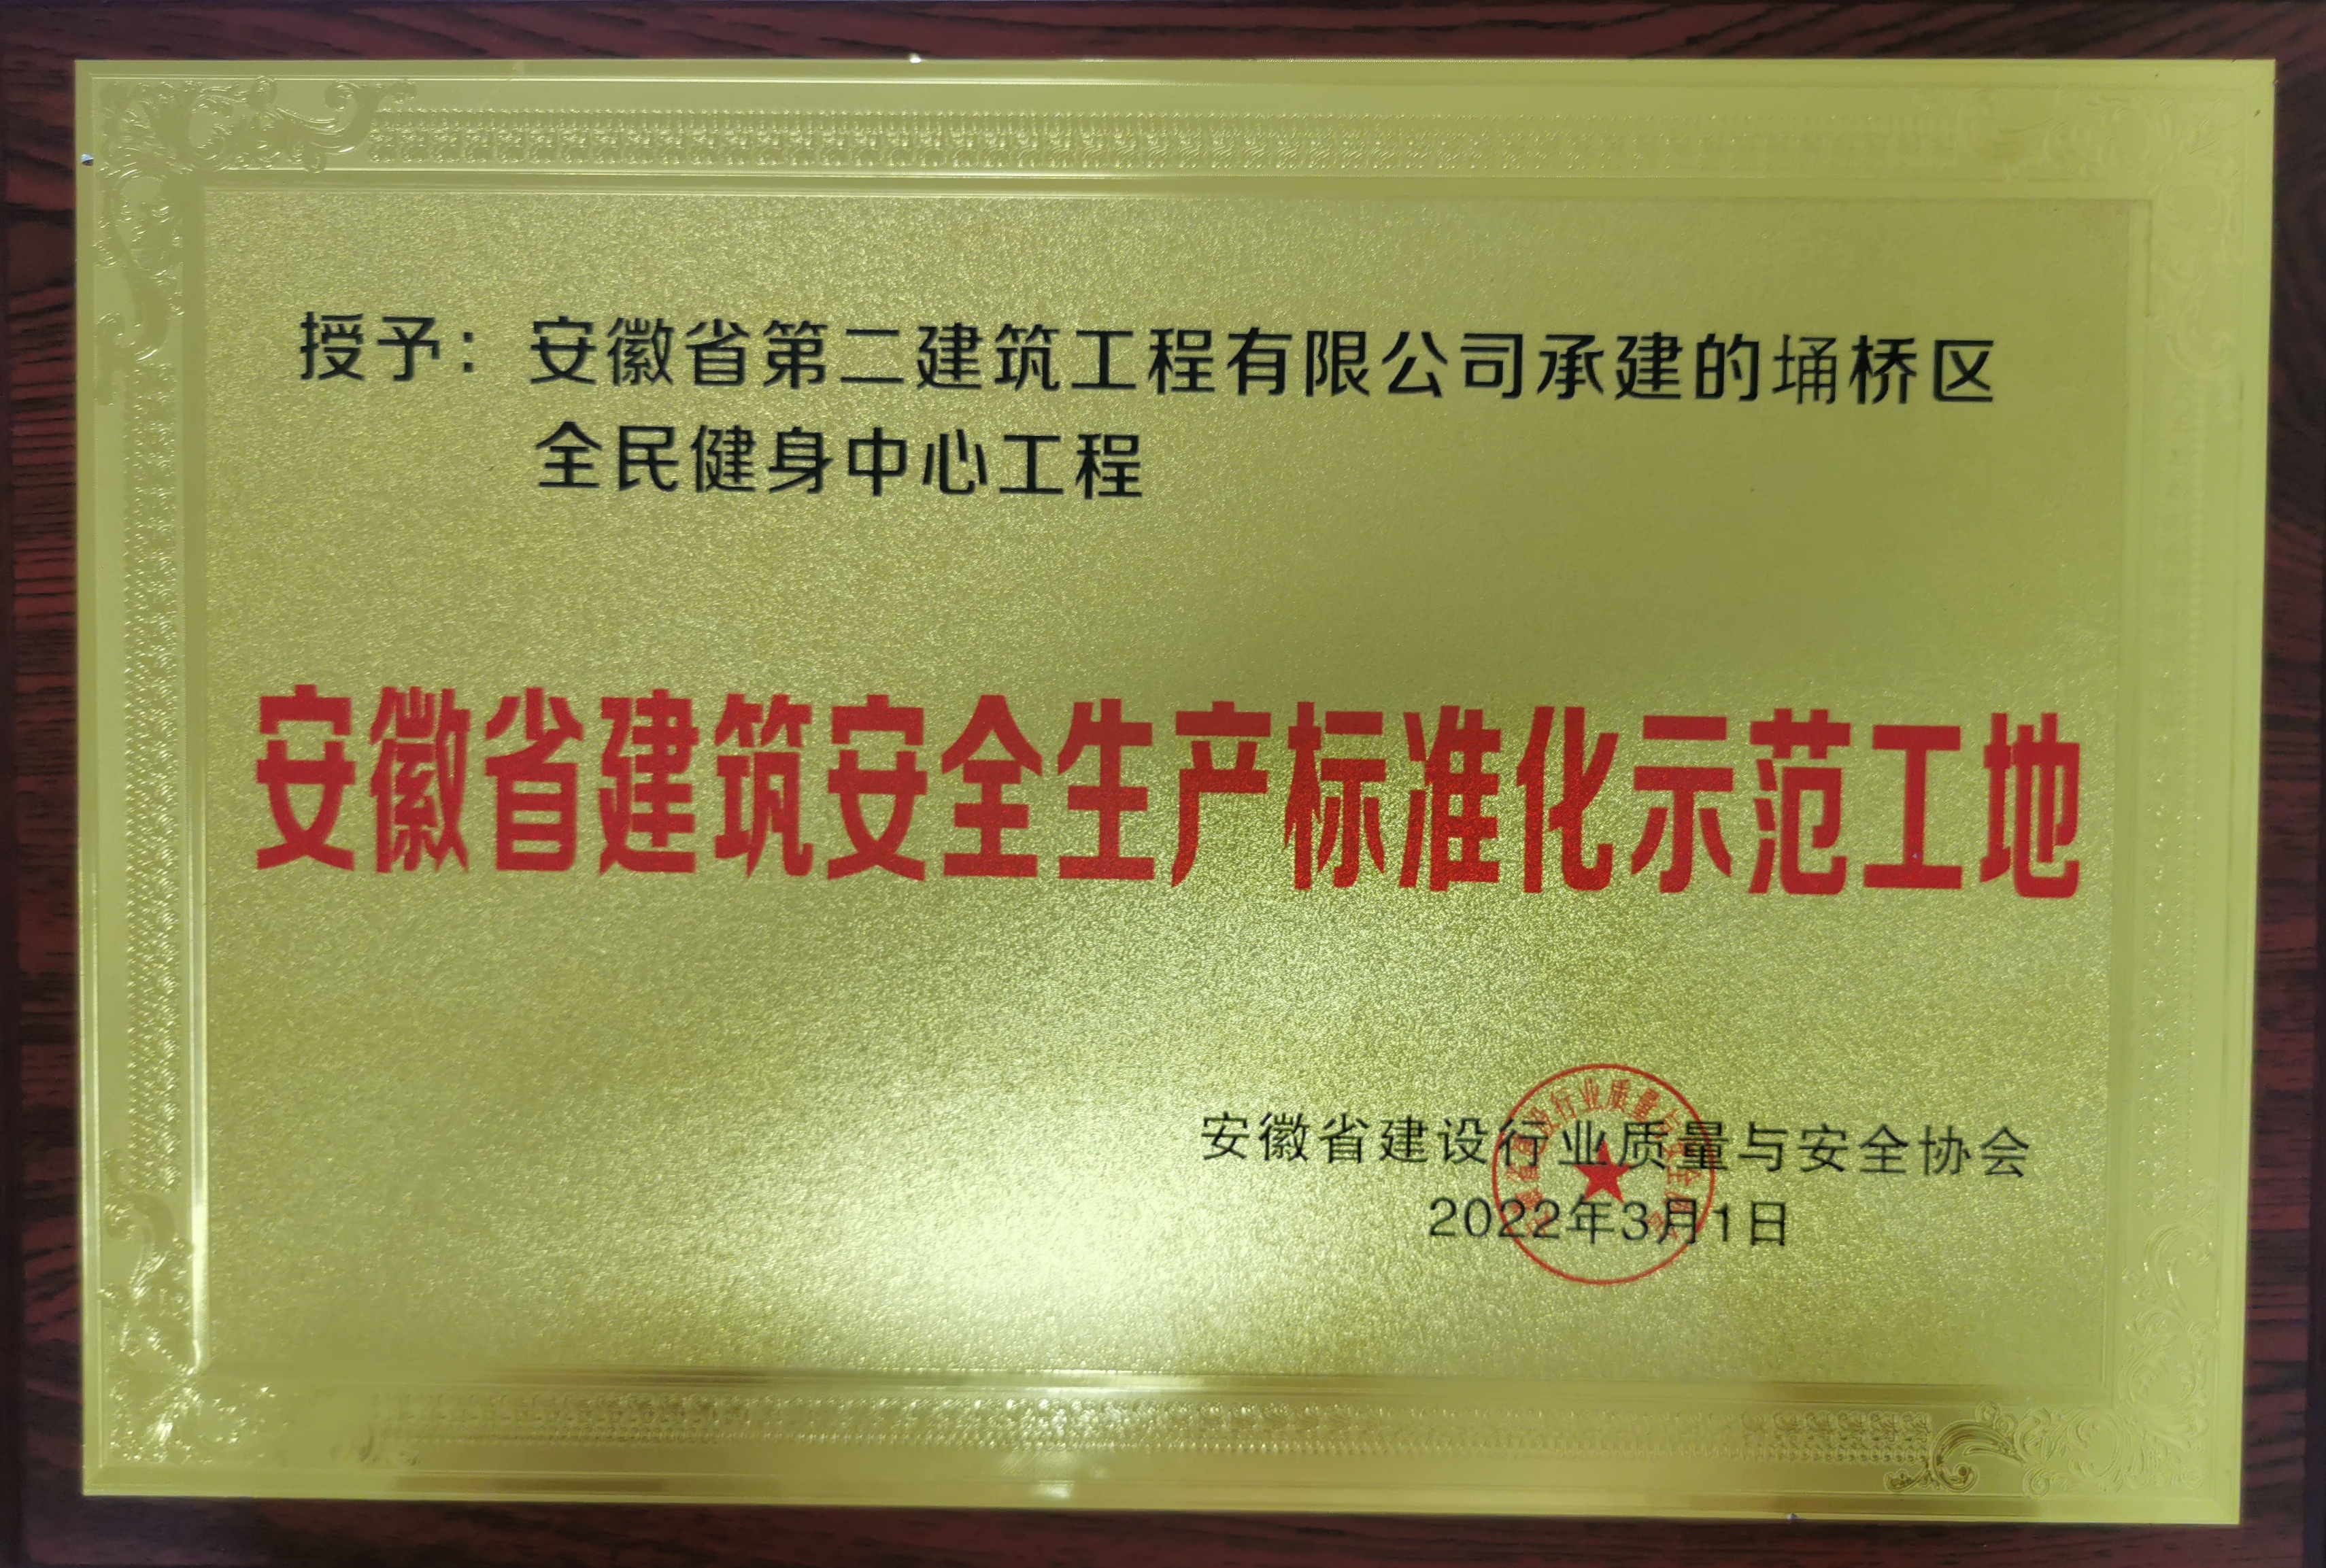 授予：安徽省第二建筑工程有限公司承建的埇桥区
全民健身中心工程
安徽省建筑安全生产标准化示范工地
安徽省建设行业质量与安全协会
2022年3月1日